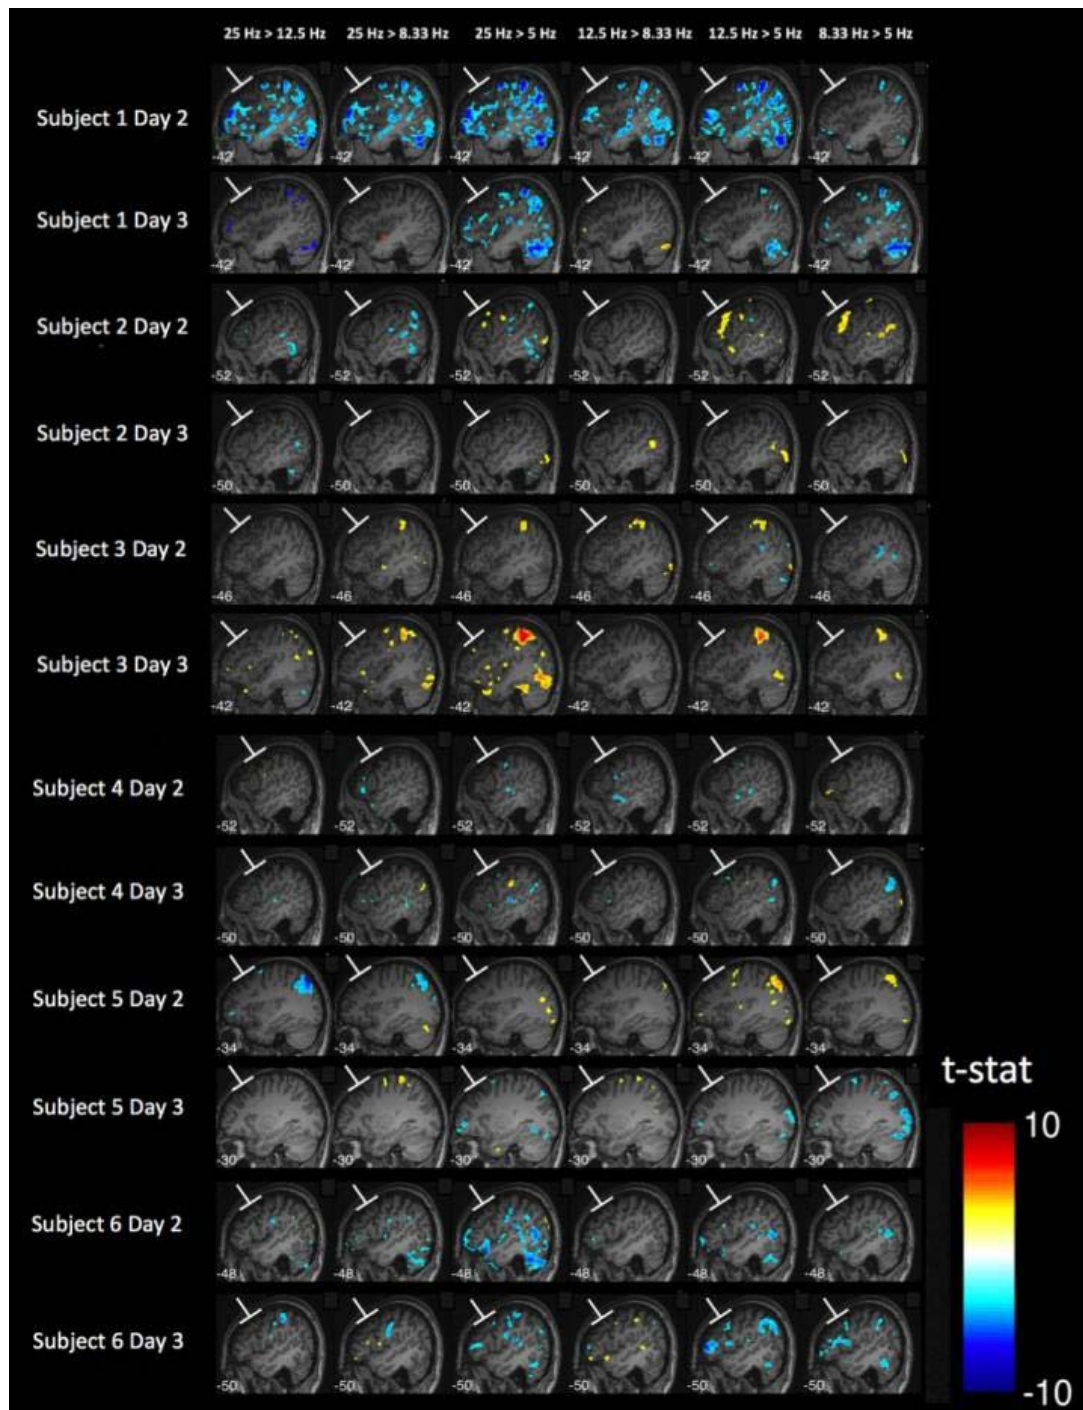 25 Hz > 12.5 Hz 25 Hz > 8.33 Hz 25 Hz > 5 Hz 12.5 Hz > 8.33 Hz 12.5 Hz > 5 Hz 8.33 Hz > 5 Hz
Subject 1 Day 2
-42 -42 -42 -42 -42 -42
Subject 1 Day 3
-42 -42 -42 -42 -42 -42
Subject 2 Day 2
-52 -52 -52 -52 -52 -52
Subject 2 Day 3
-50 -50 -50 -50 -50 -50
Subject 3 Day 2
-46 -46 -46 -46 -46 -46
Subject 3 Day 3
-42 -42 -42 -42 -42 -42
Subject 4 Day 2
-52 -52 -52 -52 -52 -52
Subject 4 Day 3
-50 -50 -50 -50 -50 -50
Subject 5 Day 2
-34 -34 -34 -34 -34 -34
Subject 5 Day 3
-30 -30 -30 -30 -30 -30
Subject 6 Day 2
-48 -48 -48 -48 -48 -48
Subject 6 Day 3
-50 -50 -50 -50 -50 -50
t-stat
10
-10